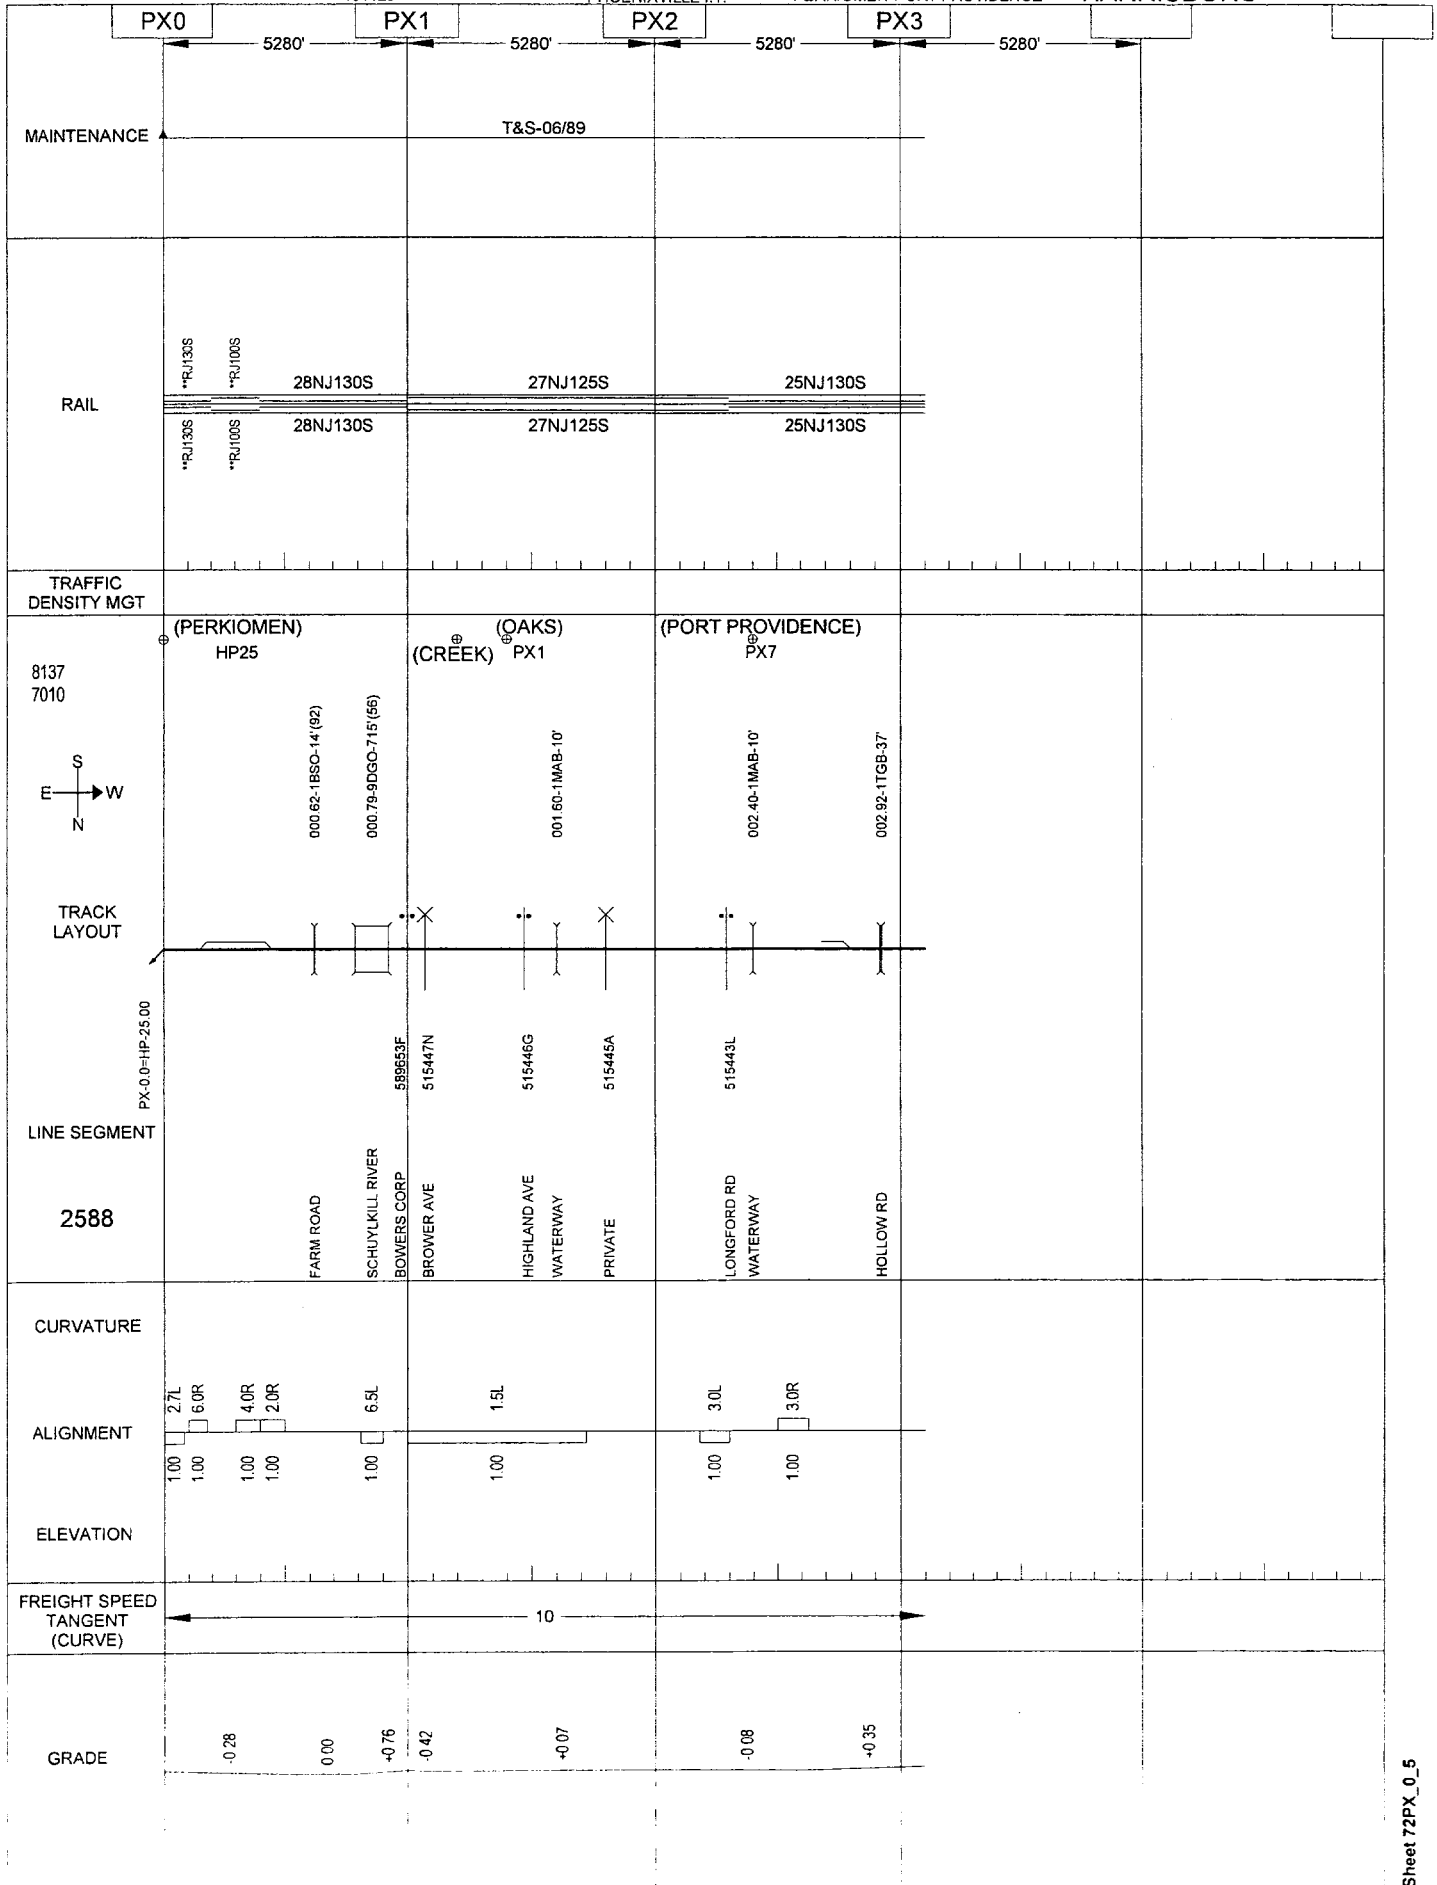 PX0 PX1 PX2 PX3
5280' 5280' 5280' 5280'
MAINTENANCE T&S-06/89
**RJ130S **RJ100S 28NJ130S 27NJ125S 25NJ130S
RAIL
**RJ130S **RJ100S 28NJ130S 27NJ125S 25NJ130S
TRAFFIC
DENSITY MGT
(PERKIOMEN) (OAKS) (PORT PROVIDENCE)
HP25 (CREEK) PX1 PX7
8137
7010
000.62-1BSO-14'(92)
000.79-9DGO-715'(56)
001.60-1MAB-10'
002.40-1MAB-10'
002.92-1TGB-37'
S
E W
N
TRACK
LAYOUT
PX-0.0=HP-25.00
589653F
515447N
515446G
515445A
515443L
LINE SEGMENT
2588
FARM ROAD
SCHUYLKILL RIVER
BOWERS CORP
BROWER AVE
HIGHLAND AVE
WATERWAY
PRIVATE
LONGFORD RD
WATERWAY
HOLLOW RD
CURVATURE
2.7L 6.0R 4.0R 2.0R 6.5L 1.5L 3.0L 3.0R
ALIGNMENT
1.00 1.00 1.00 1.00 1.00 1.00 1.00 1.00
ELEVATION
FREIGHT SPEED
TANGENT
(CURVE)
10
GRADE
-0.28 0.00 +0.76 -0.42 +0.07 -0.08 +0.35
Sheet 72PX_0_5